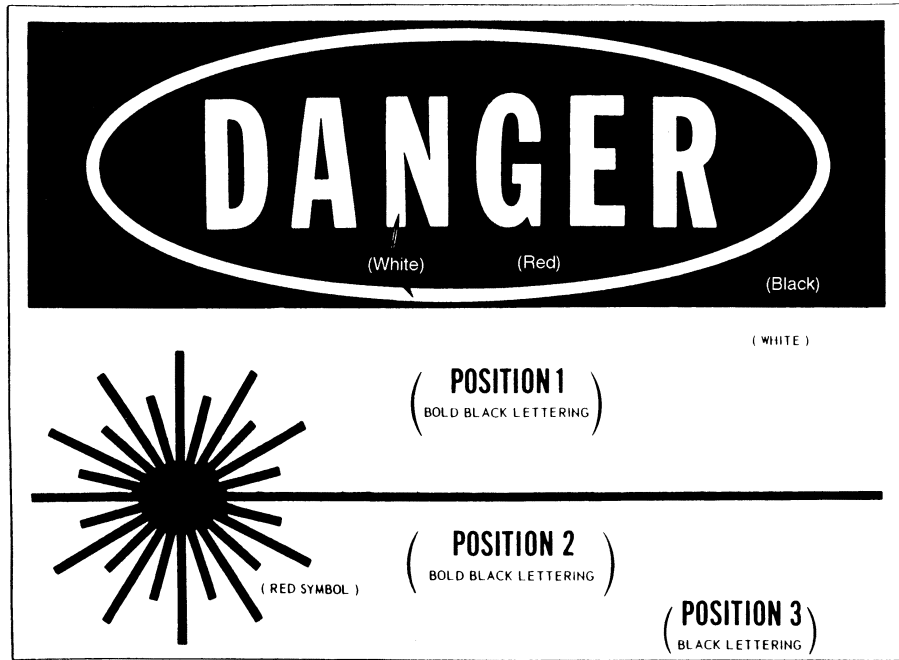 DANGER
(White)
(Red)
(Black)
( WHITE )
( POSITION 1
BOLD BLACK LETTERING )
( POSITION 2
BOLD BLACK LETTERING )
( RED SYMBOL )
( POSITION 3
BLACK LETTERING )